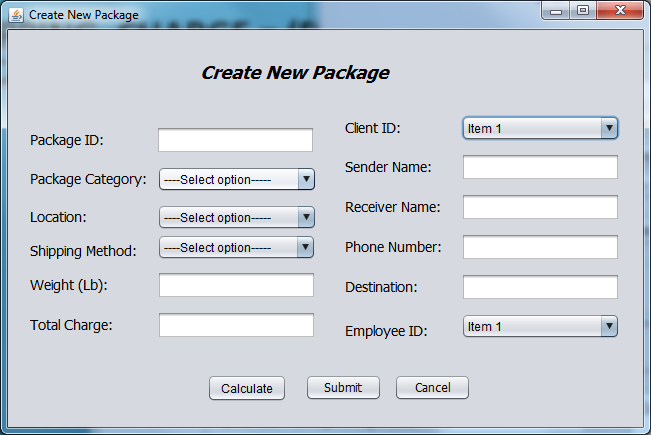 Create New Package
Create New Package
Package ID:
Package Category: ----Select option-----
Location: ----Select option-----
Shipping Method: ----Select option-----
Weight (Lb):
Total Charge:
Client ID: Item 1
Sender Name:
Receiver Name:
Phone Number:
Destination:
Employee ID: Item 1
Calculate Submit Cancel